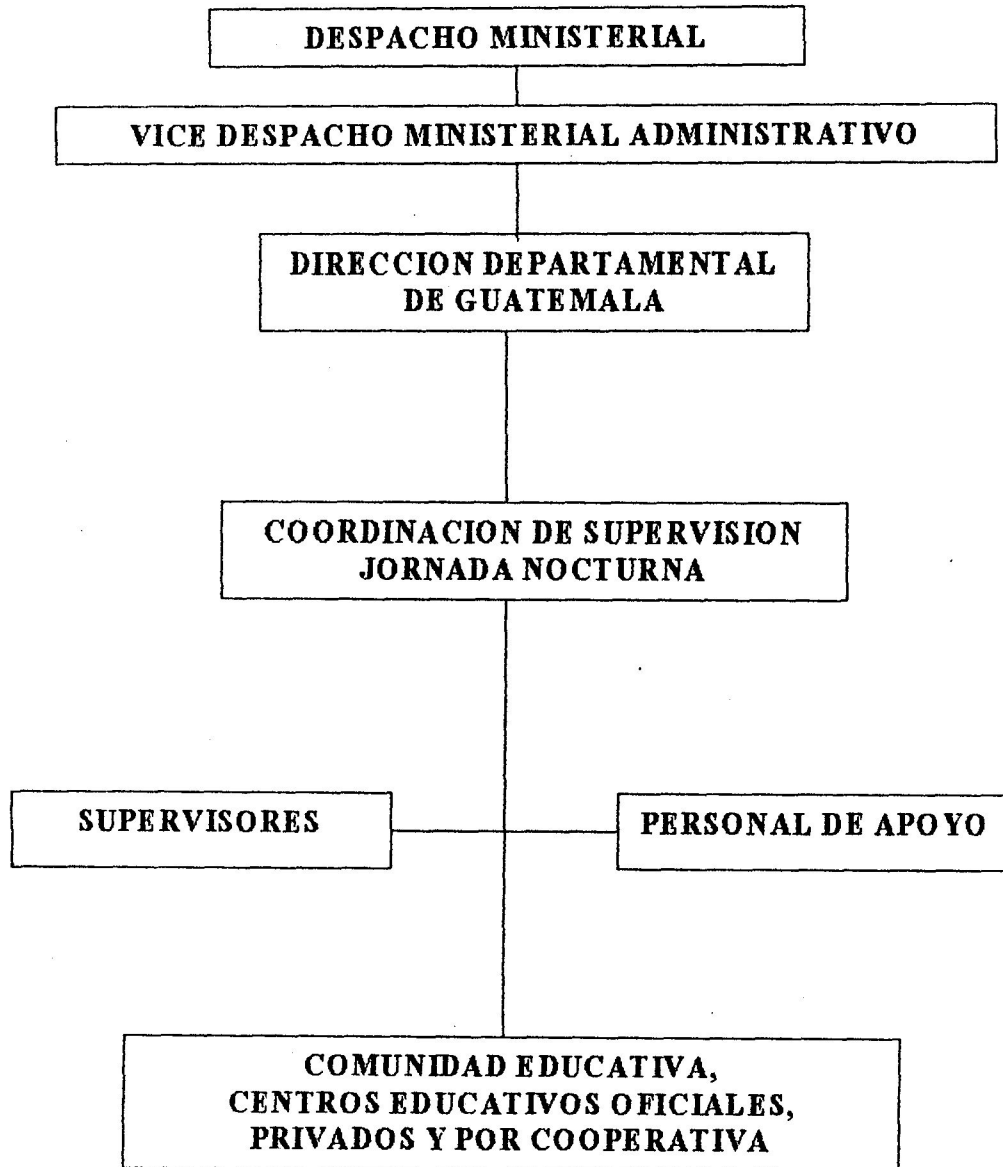 DESPACHO MINISTERIAL
VICE DESPACHO MINISTERIAL ADMINISTRATIVO
DIRECCION DEPARTAMENTAL
DE GUATEMALA
COORDINACION DE SUPERVISION
JORNADA NOCTURNA
SUPERVISORES
PERSONAL DE APOYO
COMUNIDAD EDUCATIVA,
CENTROS EDUCATIVOS OFICIALES,
PRIVADOS Y POR COOPERATIVA